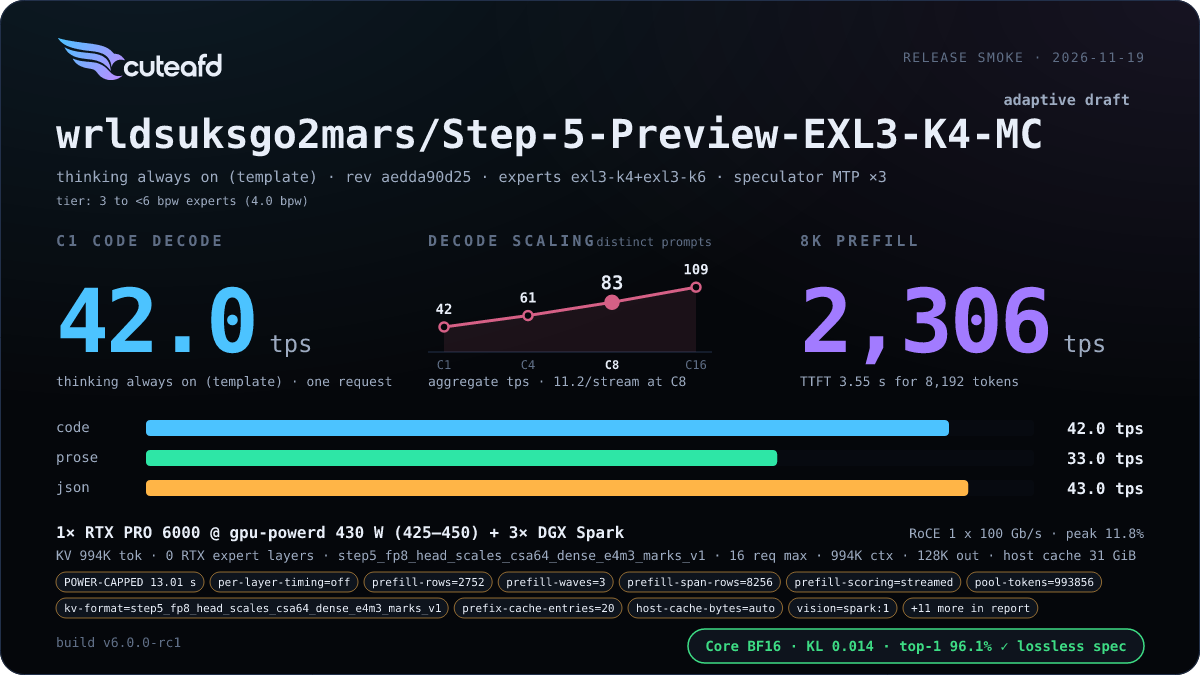 cuteafd
RELEASE SMOKE · 2026-11-19
adaptive draft
wrldsuksgo2mars/Step-5-Preview-EXL3-K4-MC
thinking always on (template) · rev aedda90d25 · experts exl3-k4+exl3-k6 · speculator MTP ×3
tier: 3 to <6 bpw experts (4.0 bpw)
C1 CODE DECODE
42.0 tps
thinking always on (template) · one request
DECODE SCALING distinct prompts
42 61 83 109
C1 C4 C8 C16
aggregate tps · 11.2/stream at C8
8K PREFILL
2,306 tps
TTFT 3.55 s for 8,192 tokens
code 42.0 tps
prose 33.0 tps
json 43.0 tps
1× RTX PRO 6000 @ gpu-powerd 430 W (425–450) + 3× DGX Spark
RoCE 1 x 100 Gb/s · peak 11.8%
KV 994K tok · 0 RTX expert layers · step5_fp8_head_scales_csa64_dense_e4m3_marks_v1 · 16 req max · 994K ctx · 128K out · host cache 31 GiB
POWER-CAPPED 13.01 s per-layer-timing=off prefill-rows=2752 prefill-waves=3 prefill-span-rows=8256 prefill-scoring=streamed pool-tokens=993856
kv-format=step5_fp8_head_scales_csa64_dense_e4m3_marks_v1 prefix-cache-entries=20 host-cache-bytes=auto vision=spark:1 +11 more in report
build v6.0.0-rc1
Core BF16 · KL 0.014 · top-1 96.1% ✓ lossless spec